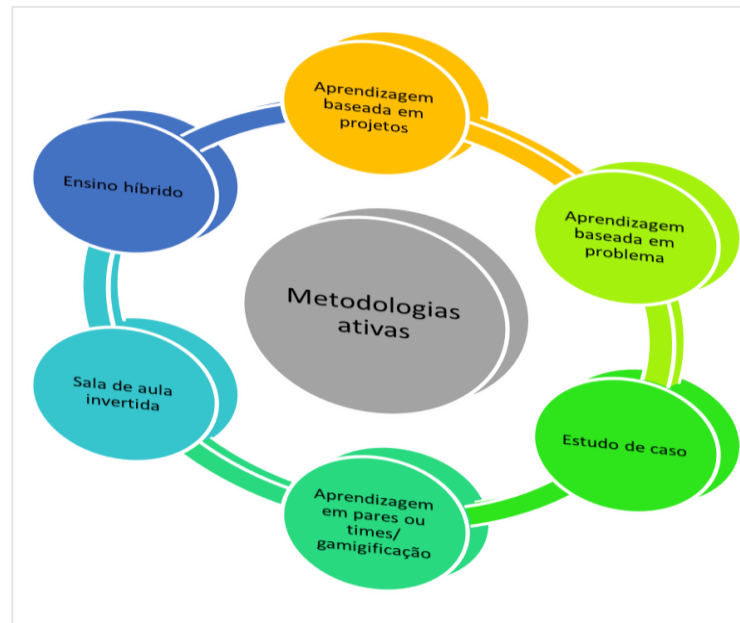 Aprendizagem
baseada em
projetos
Aprendizagem
baseada em
problema
Estudo de caso
Aprendizagem
em pares ou
times/
gamigificação
Sala de aula
invertida
Ensino híbrido
Metodologias
ativas